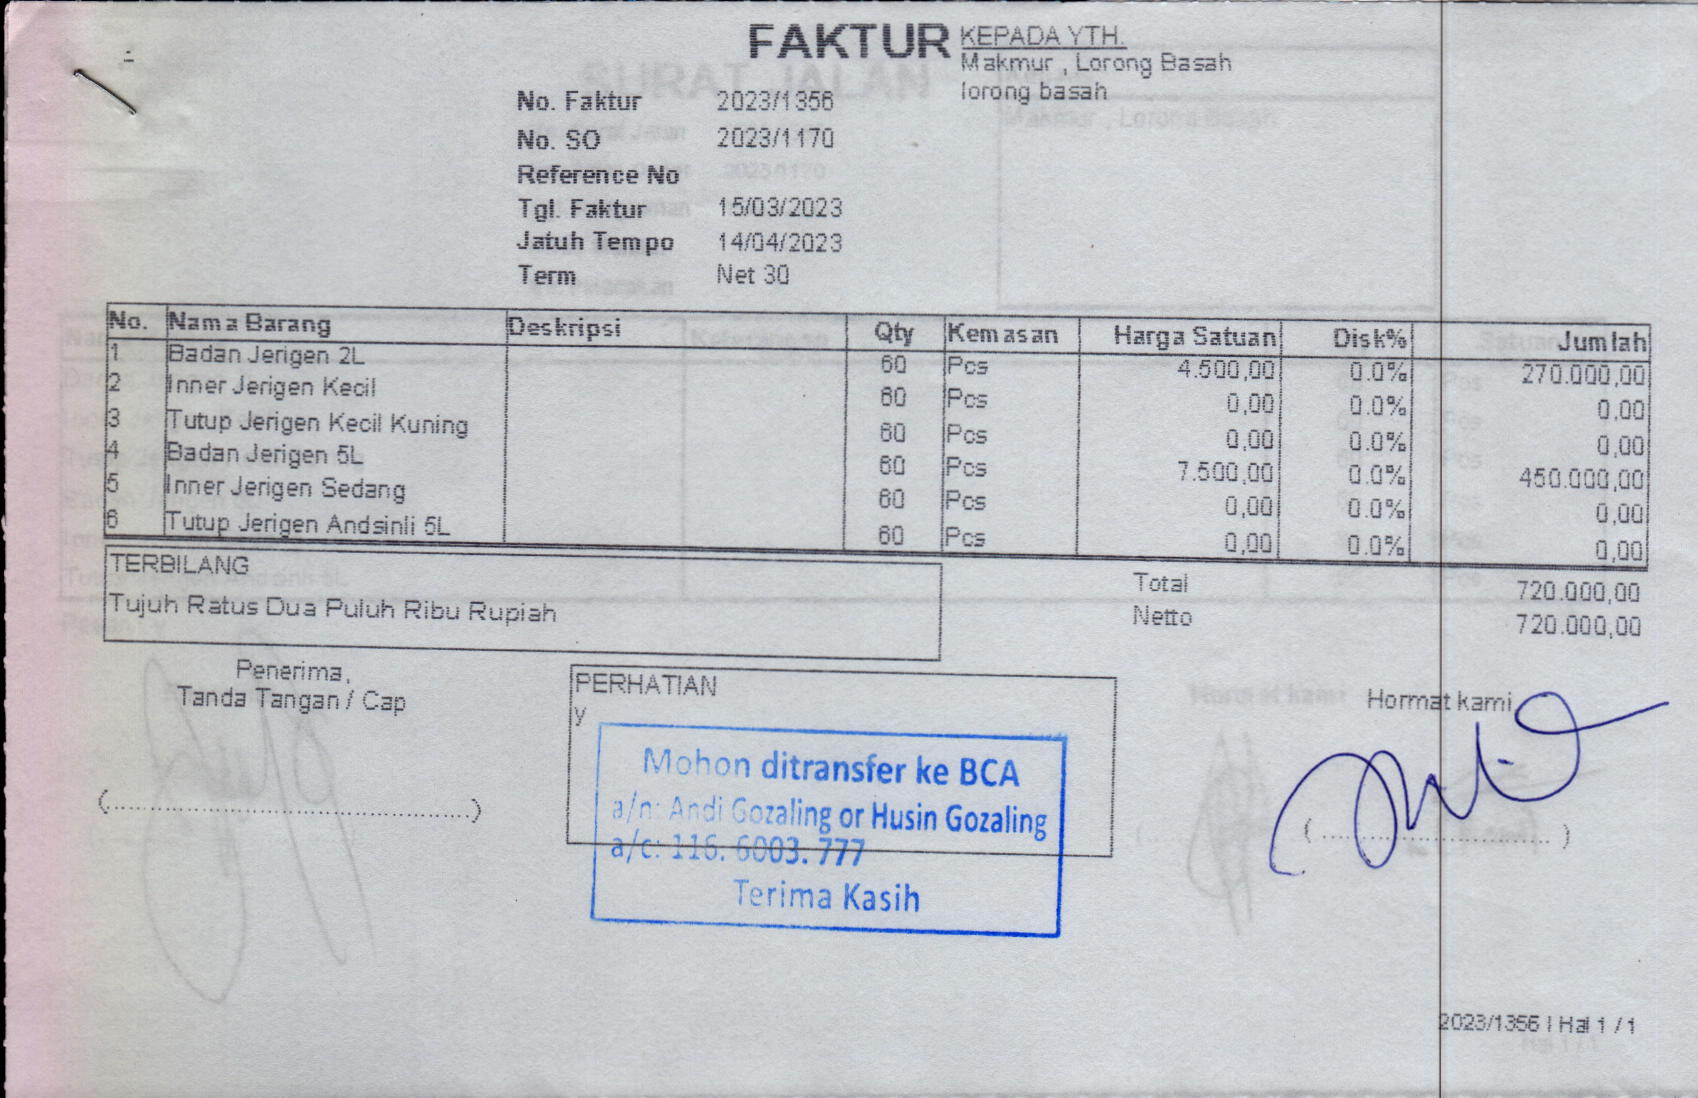 FAKTUR
KEPADA YTH.
Makmur , Lorong Basah
lorong basah
No. Faktur 2023/1356
No. SO 2023/1170
Reference No
Tgl. Faktur 15/03/2023
Jatuh Tempo 14/04/2023
Term Net 30
No. Nama Barang Deskripsi Qty Kemasan Harga Satuan Disk% Jumlah
1 Badan Jerigen 2L 60 Pcs 4.500,00 0.0% 270.000,00
2 Inner Jerigen Kecil 60 Pcs 0,00 0.0% 0,00
3 Tutup Jerigen Kecil Kuning 60 Pcs 0,00 0.0% 0,00
4 Badan Jerigen 5L 60 Pcs 7.500,00 0.0% 450.000,00
5 Inner Jerigen Sedang 60 Pcs 0,00 0.0% 0,00
6 Tutup Jerigen Andsinli 5L 60 Pcs 0,00 0.0% 0,00
TERBILANG
Tujuh Ratus Dua Puluh Ribu Rupiah
Total 720.000,00
Netto 720.000,00
Penerima,
Tanda Tangan / Cap
(....................................................)
PERHATIAN
y
Mohon ditransfer ke BCA
a/n: Andi Gozaling or Husin Gozaling
a/c: 116. 6003. 777
Terima Kasih
Hormat kami
(....................................)
2023/1356 | Hal 1 / 1